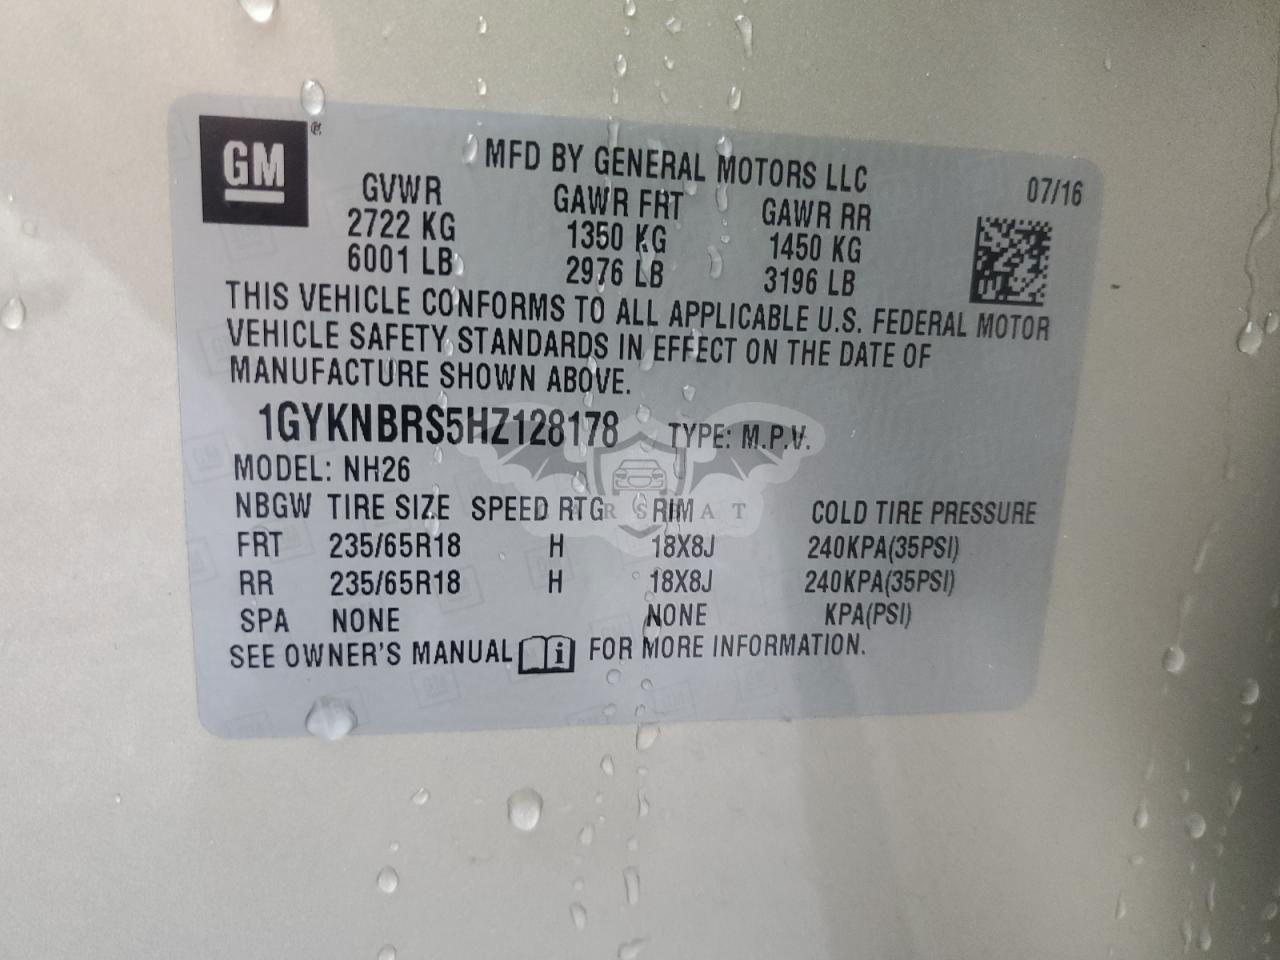 GM
MFD BY GENERAL MOTORS LLC
07/16
GVWR GAWR FRT GAWR RR
2722 KG 1350 KG 1450 KG
6001 LB 2976 LB 3196 LB
THIS VEHICLE CONFORMS TO ALL APPLICABLE U.S. FEDERAL MOTOR
VEHICLE SAFETY STANDARDS IN EFFECT ON THE DATE OF
MANUFACTURE SHOWN ABOVE.
1GYKNBRS5HZ128178 TYPE: M.P.V.
MODEL: NH26
NBGW TIRE SIZE SPEED RTG RIM COLD TIRE PRESSURE
CARSAT
FRT 235/65R18 H 18X8J 240KPA(35PSI)
RR 235/65R18 H 18X8J 240KPA(35PSI)
SPA NONE NONE KPA(PSI)
SEE OWNER'S MANUAL i FOR MORE INFORMATION.